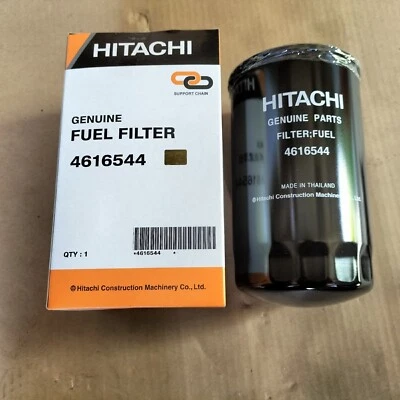 HITACHI
SUPPORT CHAIN
GENUINE
FUEL FILTER
4616544
QTY : 1
*4616544 *
@Hitachi Construction Machinery Co., Ltd.
HITACHI
GENUINE PARTS
FILTER;FUEL
4616544
MADE IN THAILAND
@Hitachi Construction Machinery Co., Ltd.